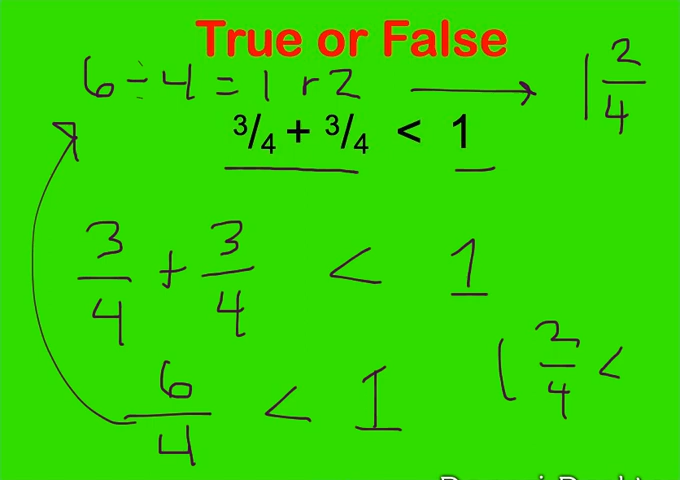 True or False
6 ÷ 4 = 1 r 2 → 1 2/4
3/4 + 3/4 < 1
3/4 + 3/4 < 1
6/4 < 1
1 2/4 <